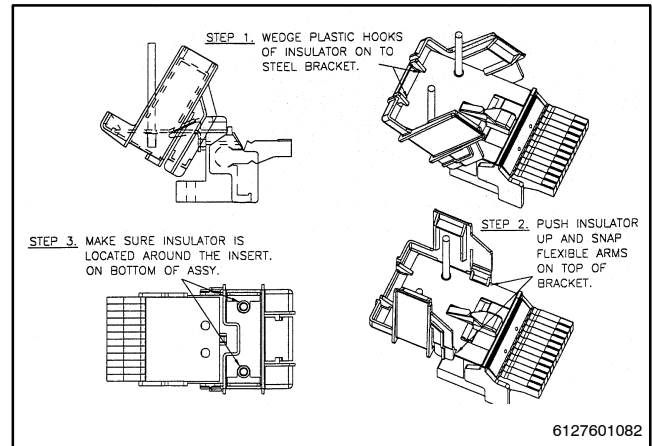 STEP 1. WEDGE PLASTIC HOOKS
OF INSULATOR ON TO
STEEL BRACKET.
STEP 2. PUSH INSULATOR
UP AND SNAP
FLEXIBLE ARMS
ON TOP OF
BRACKET.
STEP 3. MAKE SURE INSULATOR IS
LOCATED AROUND THE INSERT.
ON BOTTOM OF ASSY.
6127601082